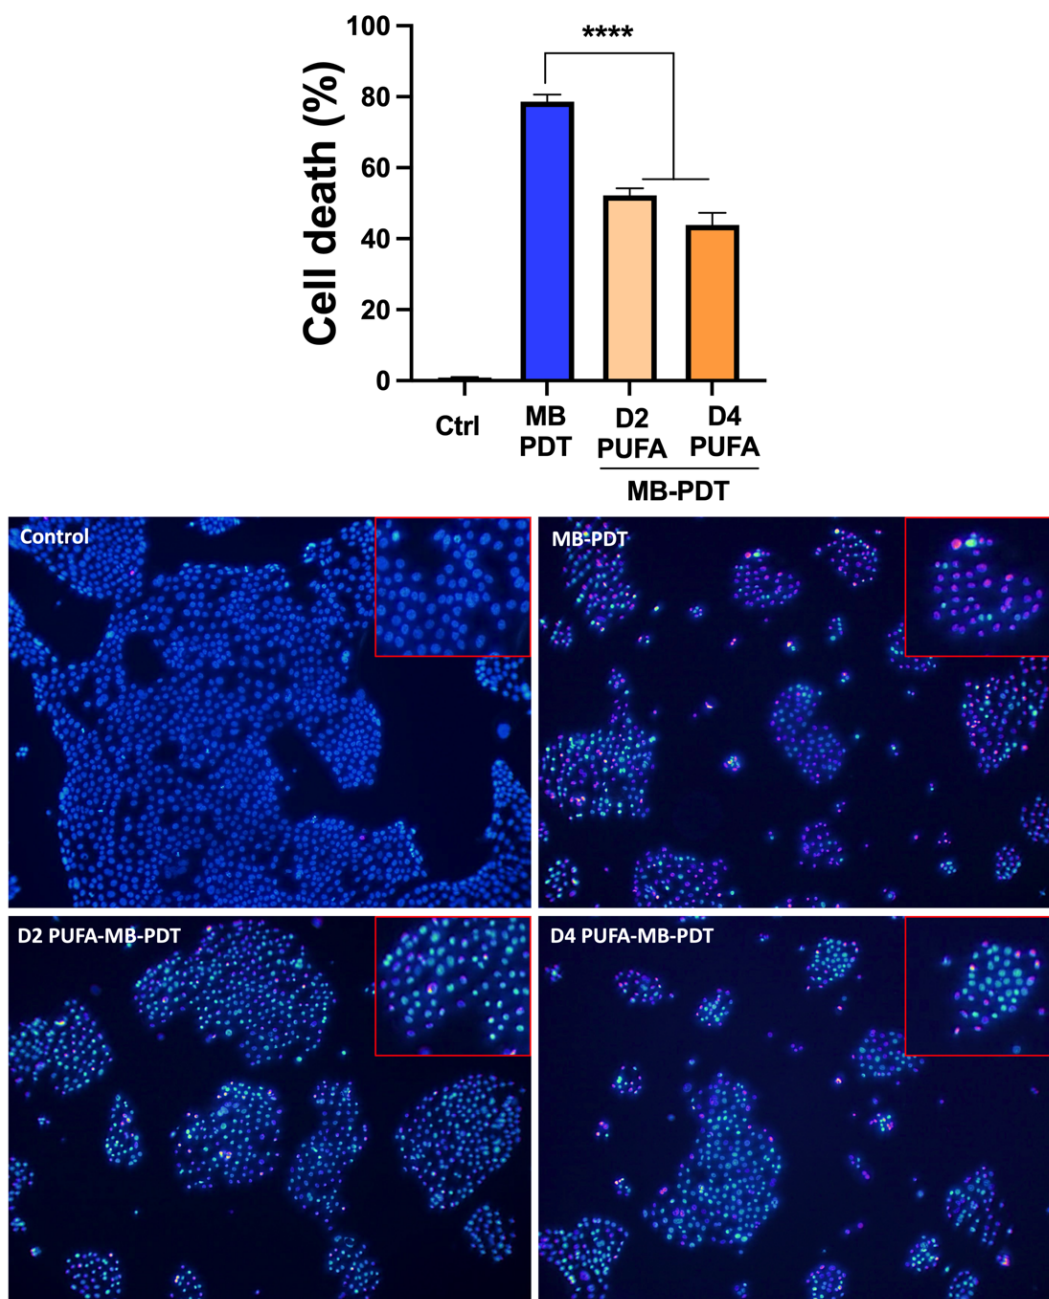 Cell death (%)
100
80
60
40
20
0
****
Ctrl
MB
PDT
D2
PUFA
D4
PUFA
MB-PDT
Control
MB-PDT
D2 PUFA-MB-PDT
D4 PUFA-MB-PDT